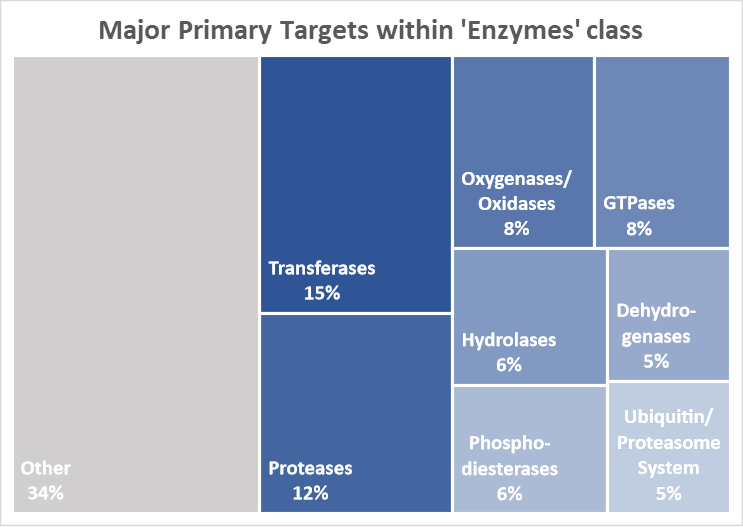 Major Primary Targets within 'Enzymes' class
Other
34%
Transferases
15%
Proteases
12%
Oxygenases/
Oxidases
8%
GTPases
8%
Hydrolases
6%
Dehydro-
genases
5%
Phospho-
diesterases
6%
Ubiquitin/
Proteasome
System
5%